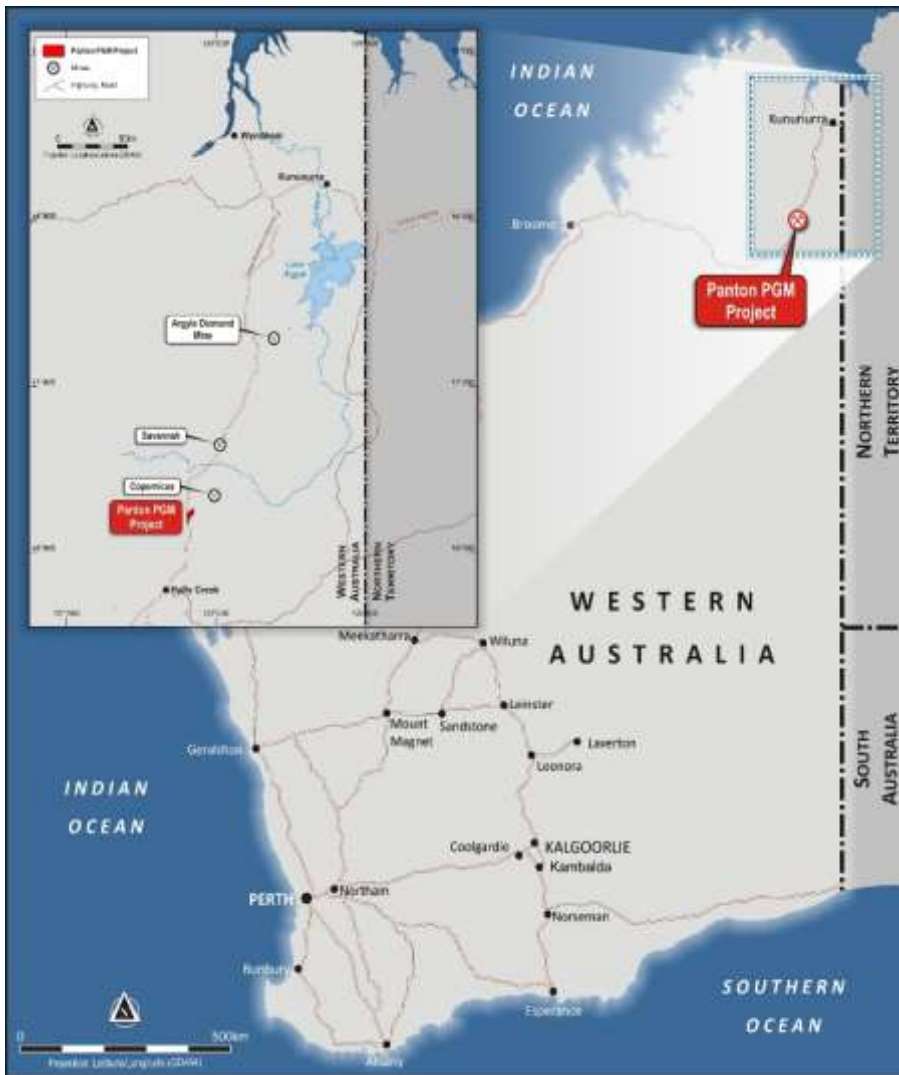 Panton PGM Project
Mines
Wyndham
Kununurra
Lake
Argyle
Argyle Diamond
Mine
Savannah
Copernicus
Panton PGM
Project
Halls Creek
WESTERN
AUSTRALIA
NORTHERN
TERRITORY
INDIAN
OCEAN
Kununurra
Broome
Panton PGM
Project
NORTHERN
TERRITORY
WESTERN
AUSTRALIA
SOUTH
AUSTRALIA
Meekatharra
Wiluna
Leinster
Mount
Magnet
Sandstone
Laverton
Leonora
Geraldton
INDIAN
OCEAN
Coolgardie
KALGOORLIE
Kambalda
PERTH
Northam
Norseman
Bunbury
Esperance
Albany
SOUTHERN
OCEAN
0
500km